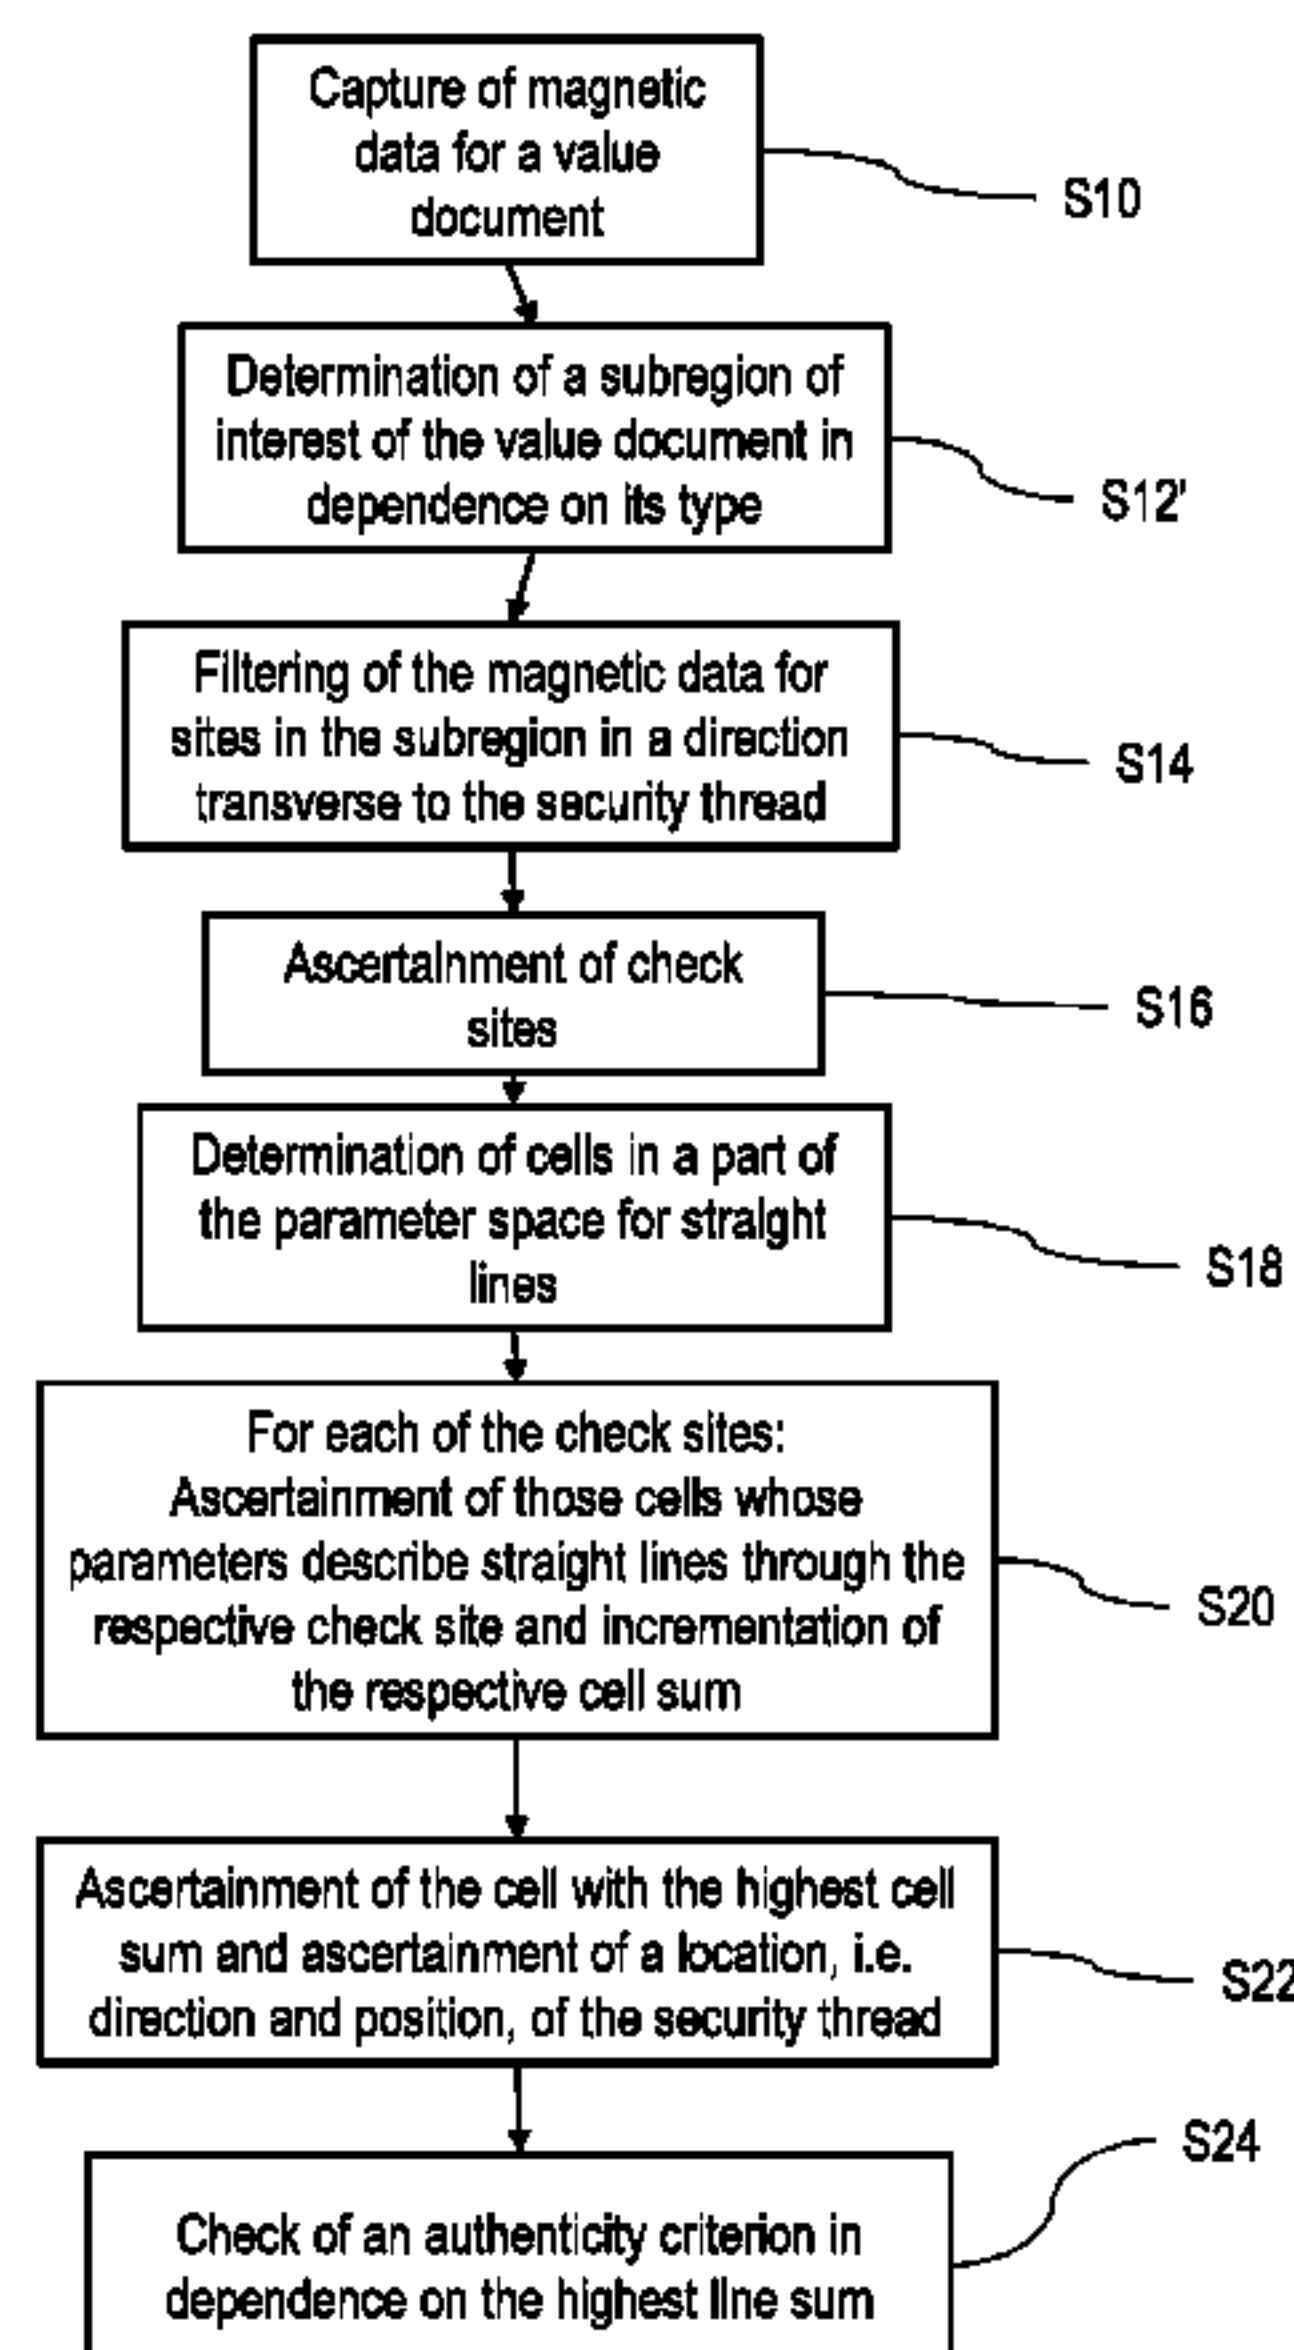 Capture of magnetic
data for a value
document
S10
Determination of a subregion of
interest of the value document in
dependence on its type
S12'
Filtering of the magnetic data for
sites in the subregion in a direction
transverse to the security thread
S14
Ascertainment of check
sites
S16
Determination of cells in a part of
the parameter space for straight
lines
S18
For each of the check sites:
Ascertainment of those cells whose
parameters describe straight lines through the
respective check site and incrementation of
the respective cell sum
S20
Ascertainment of the cell with the highest cell
sum and ascertainment of a location, i.e.
direction and position, of the security thread
S22
S24
Check of an authenticity criterion in
dependence on the highest line sum